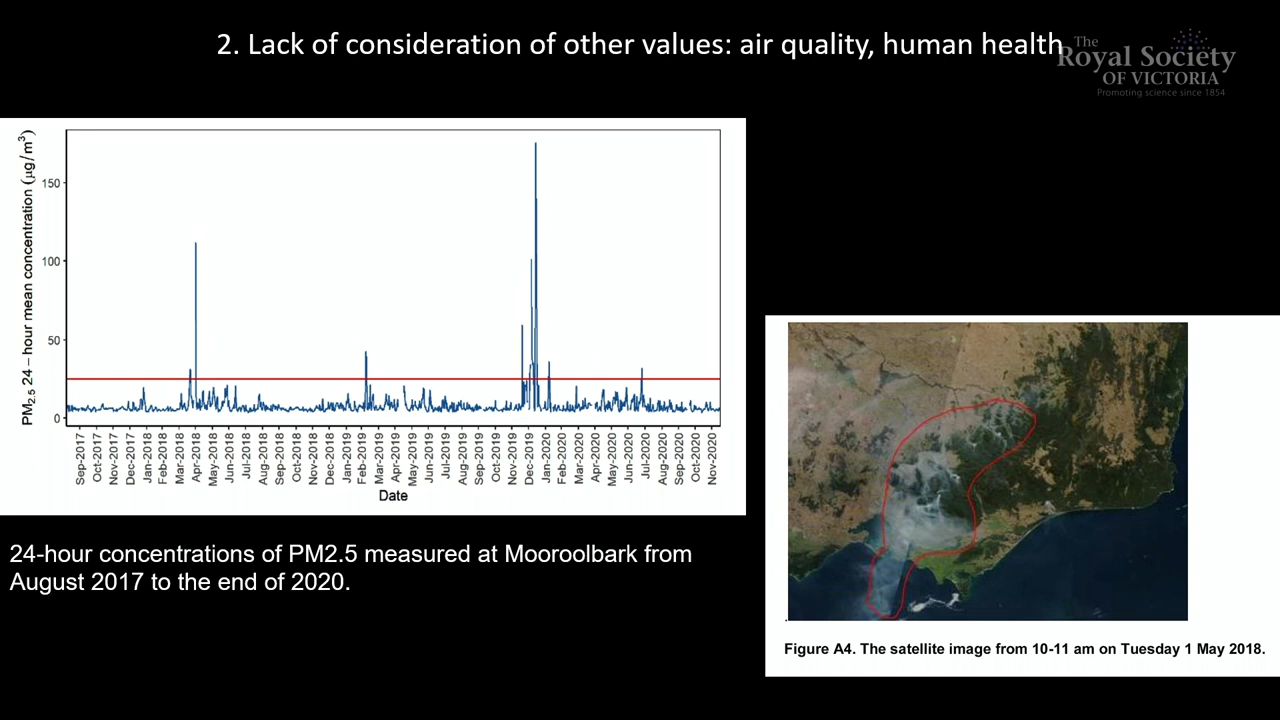 2. Lack of consideration of other values: air quality, human health
The
Royal Society
OF VICTORIA
Promoting science since 1854
PM2.5 24 – hour mean concentration (µg/m³)
150
100
50
0
Sep-2017
Oct-2017
Nov-2017
Dec-2017
Jan-2018
Feb-2018
Mar-2018
Apr-2018
May-2018
Jun-2018
Jul-2018
Aug-2018
Sep-2018
Oct-2018
Nov-2018
Dec-2018
Jan-2019
Feb-2019
Mar-2019
Apr-2019
May-2019
Jun-2019
Jul-2019
Aug-2019
Sep-2019
Oct-2019
Nov-2019
Dec-2019
Jan-2020
Feb-2020
Mar-2020
Apr-2020
May-2020
Jun-2020
Jul-2020
Aug-2020
Sep-2020
Oct-2020
Nov-2020
Date
24-hour concentrations of PM2.5 measured at Mooroolbark from
August 2017 to the end of 2020.
Figure A4. The satellite image from 10-11 am on Tuesday 1 May 2018.